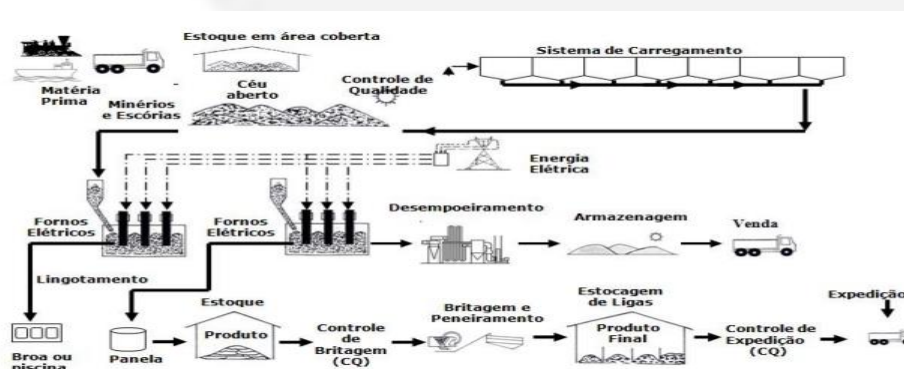 Estoque em área coberta
Sistema de Carregamento
Matéria
Prima
Céu
aberto
Controle de
Qualidade
Minérios
e Escórias
Energia
Elétrica
Fornos
Elétricos
Fornos
Elétricos
Desempoeiramento
Armazenagem
Venda
Lingotamento
Estoque
Produto
Broa ou
piscina
Panela
Controle
de
Britagem
(CQ)
Britagem e
Peneiramento
Estocagem
de Ligas
Produto
Final
Controle de
Expedição
(CQ)
Expedição